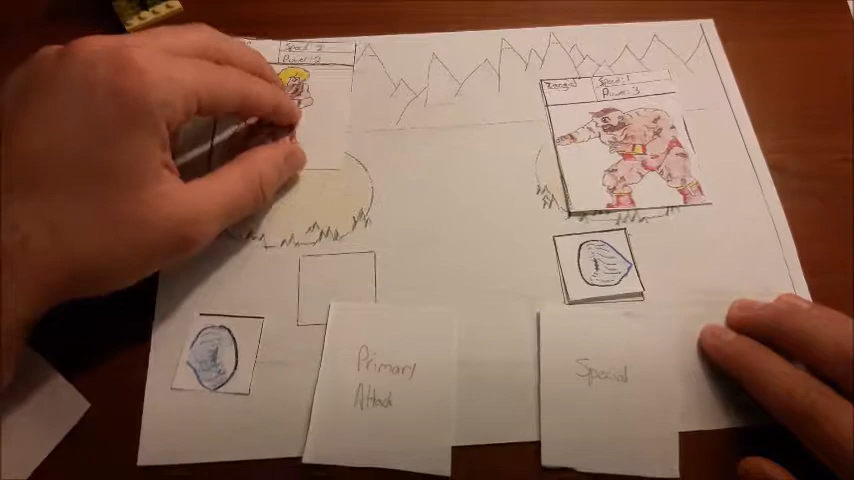 Speed: 2
Power: 2
Zangief
Speed: 1
Power: 3
Primary
Attack
Special